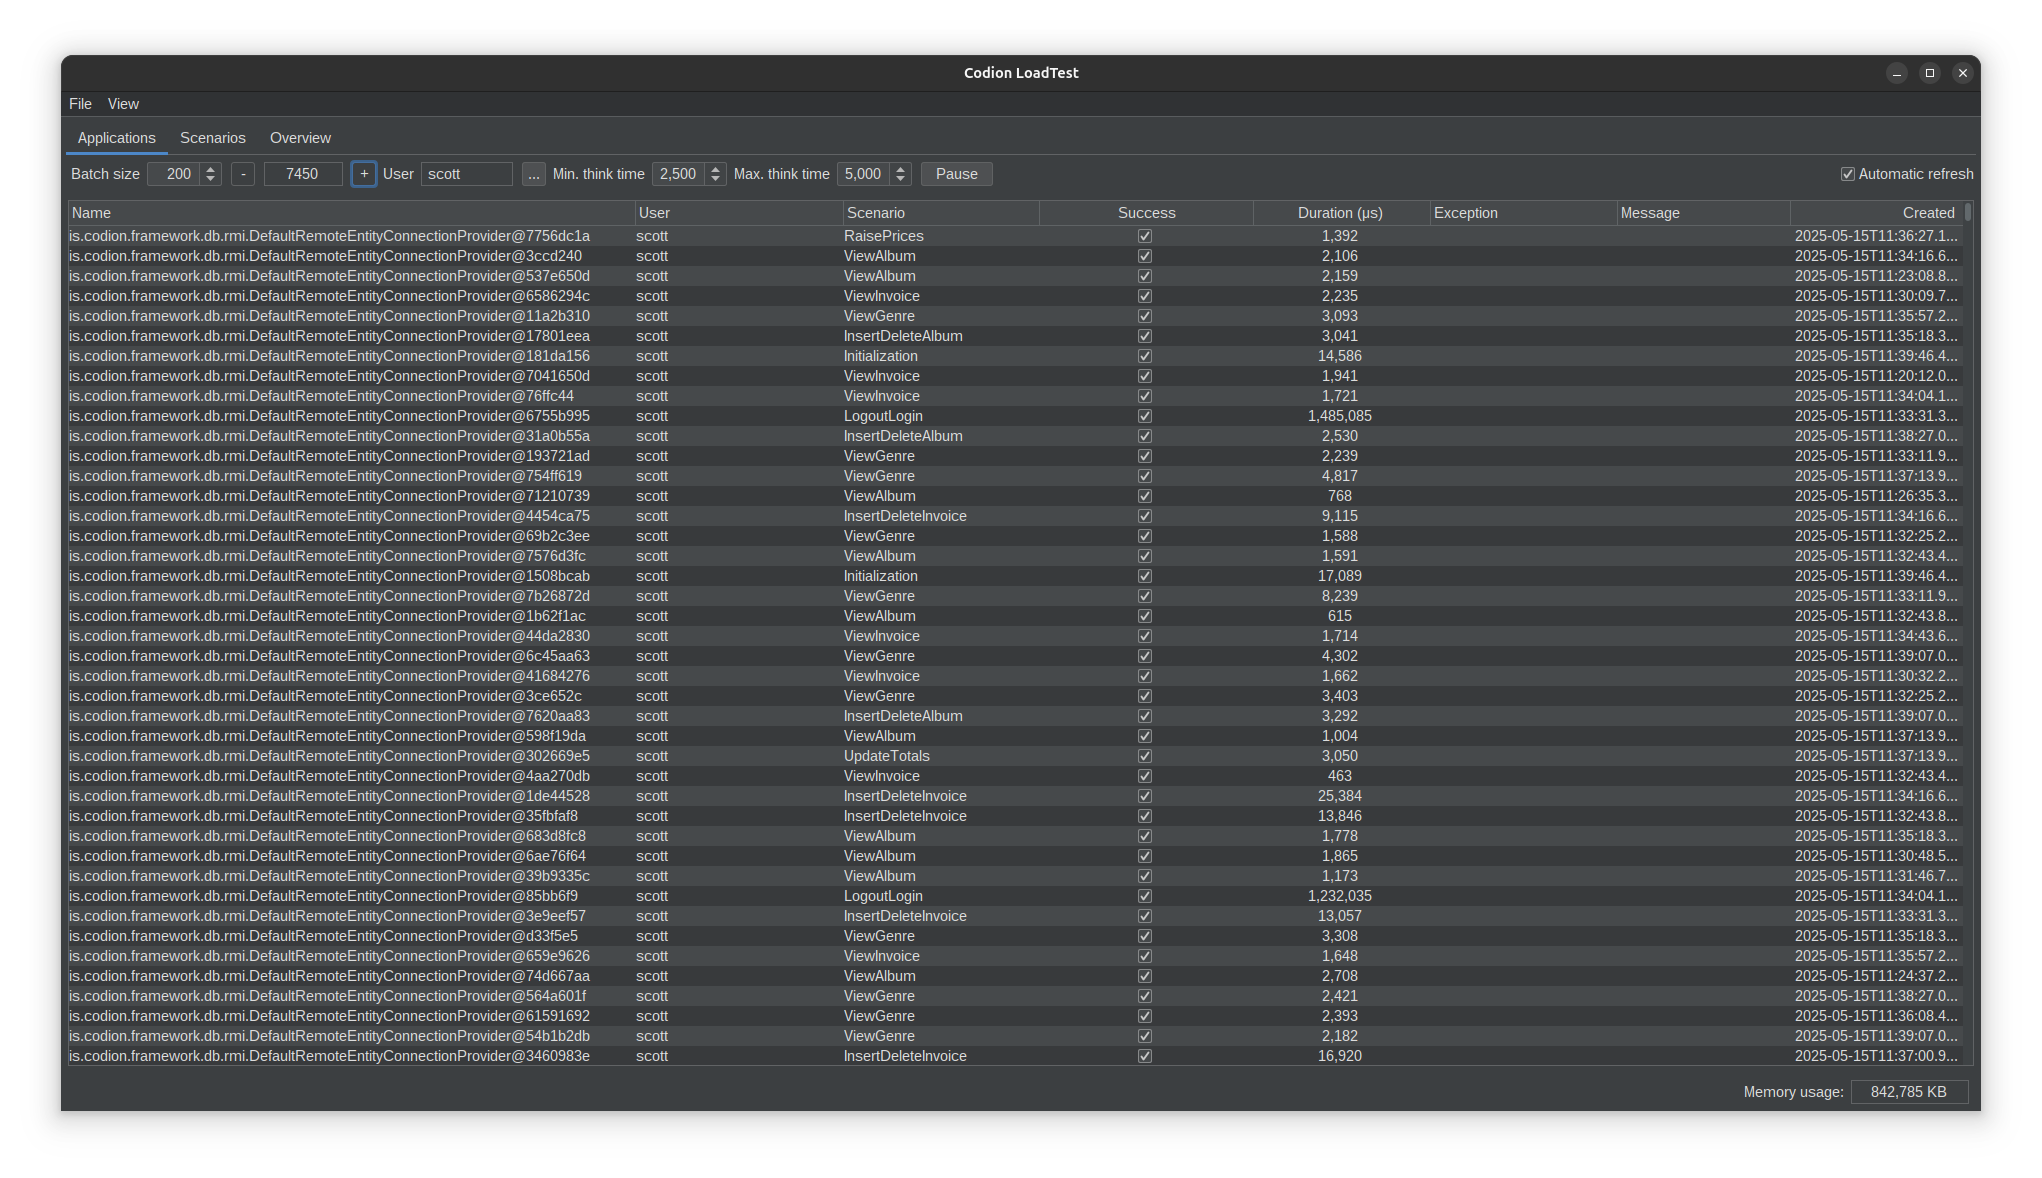 Codion LoadTest
File View
Applications Scenarios Overview
Batch size 200 - 7450 + User scott ... Min. think time 2,500 Max. think time 5,000 Pause Automatic refresh
Name User Scenario Success Duration (μs) Exception Message Created
is.codion.framework.db.rmi.DefaultRemoteEntityConnectionProvider@7756dc1a scott RaisePrices 1,392 2025-05-15T11:36:27.1...
is.codion.framework.db.rmi.DefaultRemoteEntityConnectionProvider@3ccd240 scott ViewAlbum 2,106 2025-05-15T11:34:16.6...
is.codion.framework.db.rmi.DefaultRemoteEntityConnectionProvider@537e650d scott ViewAlbum 2,159 2025-05-15T11:23:08.8...
is.codion.framework.db.rmi.DefaultRemoteEntityConnectionProvider@6586294c scott ViewInvoice 2,235 2025-05-15T11:30:09.7...
is.codion.framework.db.rmi.DefaultRemoteEntityConnectionProvider@11a2b310 scott ViewGenre 3,093 2025-05-15T11:35:57.2...
is.codion.framework.db.rmi.DefaultRemoteEntityConnectionProvider@17801eea scott InsertDeleteAlbum 3,041 2025-05-15T11:35:18.3...
is.codion.framework.db.rmi.DefaultRemoteEntityConnectionProvider@181da156 scott Initialization 14,586 2025-05-15T11:39:46.4...
is.codion.framework.db.rmi.DefaultRemoteEntityConnectionProvider@7041650d scott ViewInvoice 1,941 2025-05-15T11:20:12.0...
is.codion.framework.db.rmi.DefaultRemoteEntityConnectionProvider@76ffc44 scott ViewInvoice 1,721 2025-05-15T11:34:04.1...
is.codion.framework.db.rmi.DefaultRemoteEntityConnectionProvider@6755b995 scott LogoutLogin 1,485,085 2025-05-15T11:33:31.3...
is.codion.framework.db.rmi.DefaultRemoteEntityConnectionProvider@31a0b55a scott InsertDeleteAlbum 2,530 2025-05-15T11:38:27.0...
is.codion.framework.db.rmi.DefaultRemoteEntityConnectionProvider@193721ad scott ViewGenre 2,239 2025-05-15T11:33:11.9...
is.codion.framework.db.rmi.DefaultRemoteEntityConnectionProvider@754ff619 scott ViewGenre 4,817 2025-05-15T11:37:13.9...
is.codion.framework.db.rmi.DefaultRemoteEntityConnectionProvider@71210739 scott ViewAlbum 768 2025-05-15T11:26:35.3...
is.codion.framework.db.rmi.DefaultRemoteEntityConnectionProvider@4454ca75 scott InsertDeleteInvoice 9,115 2025-05-15T11:34:16.6...
is.codion.framework.db.rmi.DefaultRemoteEntityConnectionProvider@69b2c3ee scott ViewGenre 1,588 2025-05-15T11:32:25.2...
is.codion.framework.db.rmi.DefaultRemoteEntityConnectionProvider@7576d3fc scott ViewAlbum 1,591 2025-05-15T11:32:43.4...
is.codion.framework.db.rmi.DefaultRemoteEntityConnectionProvider@1508bcab scott Initialization 17,089 2025-05-15T11:39:46.4...
is.codion.framework.db.rmi.DefaultRemoteEntityConnectionProvider@7b26872d scott ViewGenre 8,239 2025-05-15T11:33:11.9...
is.codion.framework.db.rmi.DefaultRemoteEntityConnectionProvider@1b62f1ac scott ViewAlbum 615 2025-05-15T11:32:43.8...
is.codion.framework.db.rmi.DefaultRemoteEntityConnectionProvider@44da2830 scott ViewInvoice 1,714 2025-05-15T11:34:43.6...
is.codion.framework.db.rmi.DefaultRemoteEntityConnectionProvider@6c45aa63 scott ViewGenre 4,302 2025-05-15T11:39:07.0...
is.codion.framework.db.rmi.DefaultRemoteEntityConnectionProvider@41684276 scott ViewInvoice 1,662 2025-05-15T11:30:32.2...
is.codion.framework.db.rmi.DefaultRemoteEntityConnectionProvider@3ce652c scott ViewGenre 3,403 2025-05-15T11:32:25.2...
is.codion.framework.db.rmi.DefaultRemoteEntityConnectionProvider@7620aa83 scott InsertDeleteAlbum 3,292 2025-05-15T11:39:07.0...
is.codion.framework.db.rmi.DefaultRemoteEntityConnectionProvider@598f19da scott ViewAlbum 1,004 2025-05-15T11:37:13.9...
is.codion.framework.db.rmi.DefaultRemoteEntityConnectionProvider@302669e5 scott UpdateTotals 3,050 2025-05-15T11:37:13.9...
is.codion.framework.db.rmi.DefaultRemoteEntityConnectionProvider@4aa270db scott ViewInvoice 463 2025-05-15T11:32:43.4...
is.codion.framework.db.rmi.DefaultRemoteEntityConnectionProvider@1de44528 scott InsertDeleteInvoice 25,384 2025-05-15T11:34:16.6...
is.codion.framework.db.rmi.DefaultRemoteEntityConnectionProvider@35fbfaf8 scott InsertDeleteInvoice 13,846 2025-05-15T11:32:43.8...
is.codion.framework.db.rmi.DefaultRemoteEntityConnectionProvider@683d8fc8 scott ViewAlbum 1,778 2025-05-15T11:35:18.3...
is.codion.framework.db.rmi.DefaultRemoteEntityConnectionProvider@6ae76f64 scott ViewAlbum 1,865 2025-05-15T11:30:48.5...
is.codion.framework.db.rmi.DefaultRemoteEntityConnectionProvider@39b9335c scott ViewAlbum 1,173 2025-05-15T11:31:46.7...
is.codion.framework.db.rmi.DefaultRemoteEntityConnectionProvider@85bb6f9 scott LogoutLogin 1,232,035 2025-05-15T11:34:04.1...
is.codion.framework.db.rmi.DefaultRemoteEntityConnectionProvider@3e9eef57 scott InsertDeleteInvoice 13,057 2025-05-15T11:33:31.3...
is.codion.framework.db.rmi.DefaultRemoteEntityConnectionProvider@d33f5e5 scott ViewGenre 3,308 2025-05-15T11:35:18.3...
is.codion.framework.db.rmi.DefaultRemoteEntityConnectionProvider@659e9626 scott ViewInvoice 1,648 2025-05-15T11:35:57.2...
is.codion.framework.db.rmi.DefaultRemoteEntityConnectionProvider@74d667aa scott ViewAlbum 2,708 2025-05-15T11:24:37.2...
is.codion.framework.db.rmi.DefaultRemoteEntityConnectionProvider@564a601f scott ViewGenre 2,421 2025-05-15T11:38:27.0...
is.codion.framework.db.rmi.DefaultRemoteEntityConnectionProvider@61591692 scott ViewGenre 2,393 2025-05-15T11:36:08.4...
is.codion.framework.db.rmi.DefaultRemoteEntityConnectionProvider@54b1b2db scott ViewGenre 2,182 2025-05-15T11:39:07.0...
is.codion.framework.db.rmi.DefaultRemoteEntityConnectionProvider@3460983e scott InsertDeleteInvoice 16,920 2025-05-15T11:37:00.9...
Memory usage: 842,785 KB